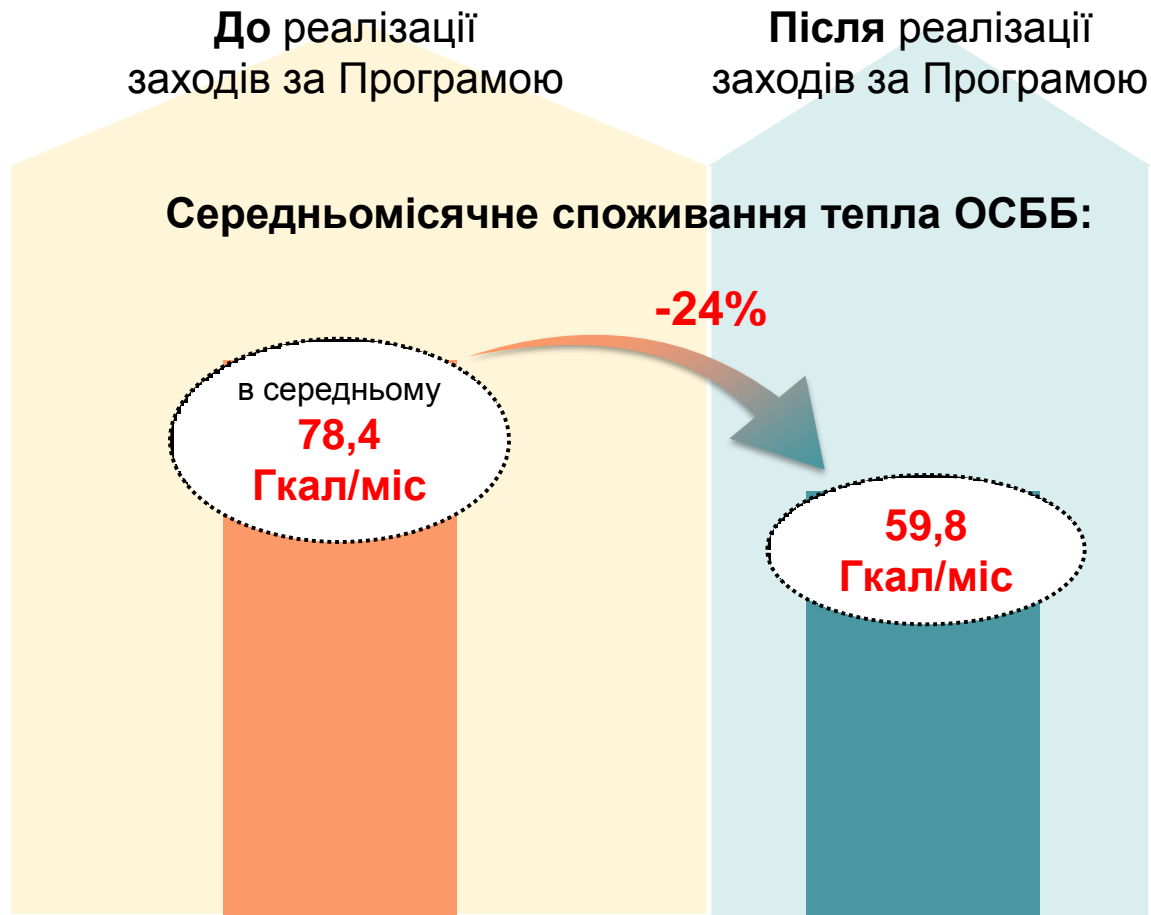 До реалізації
заходів за Програмою
Після реалізації
заходів за Програмою
Середньомісячне споживання тепла ОСББ:
-24%
в середньому
78,4
Гкал/міс
59,8
Гкал/міс